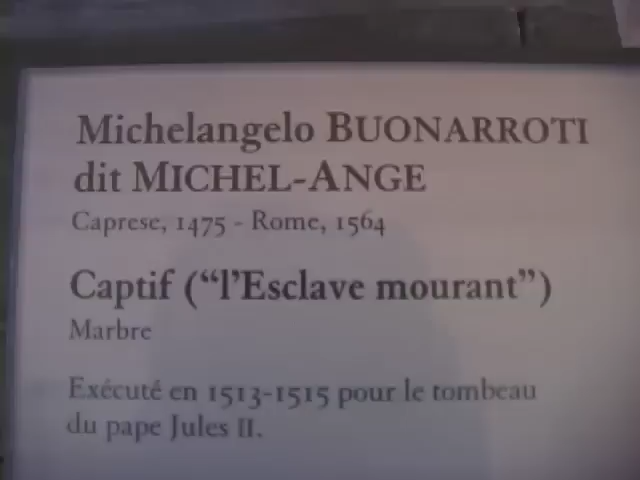 Michelangelo BUONARROTI
dit MICHEL-ANGE
Caprese, 1475 - Rome, 1564
Captif (“l’Esclave mourant”)
Marbre
Exécuté en 1513-1515 pour le tombeau
du pape Jules II.